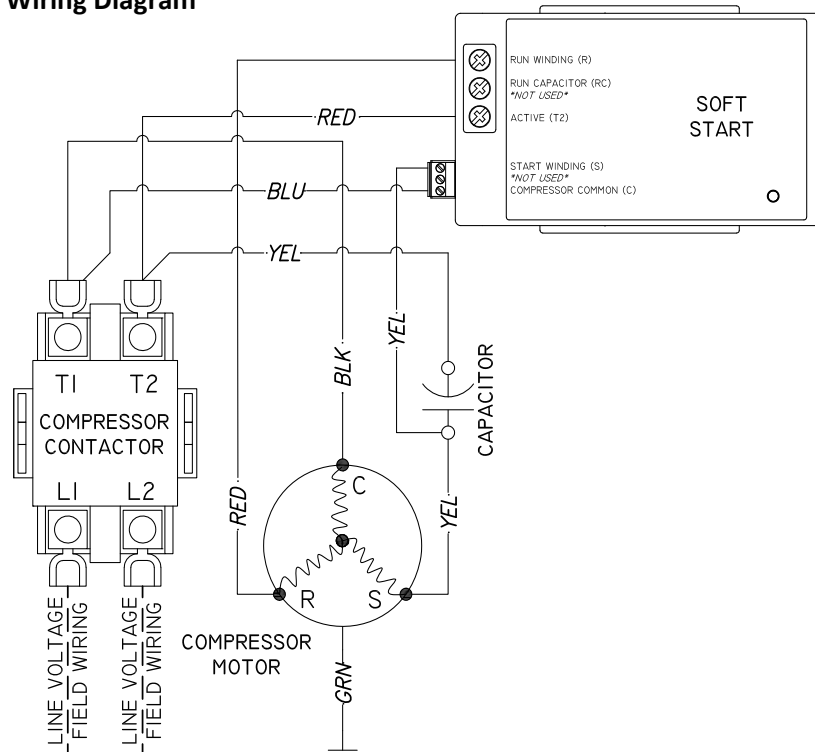 Wiring Diagram
RUN WINDING (R)
RUN CAPACITOR (RC)
*NOT USED*
ACTIVE (T2)
SOFT
START
START WINDING (S)
*NOT USED*
COMPRESSOR COMMON (C)
RED
BLU
YEL
YEL
BLK
CAPACITOR
T1 T2
COMPRESSOR
CONTACTOR
L1 L2
RED
C
R S
YEL
COMPRESSOR
MOTOR
GRN
LINE VOLTAGE
FIELD WIRING
LINE VOLTAGE
FIELD WIRING